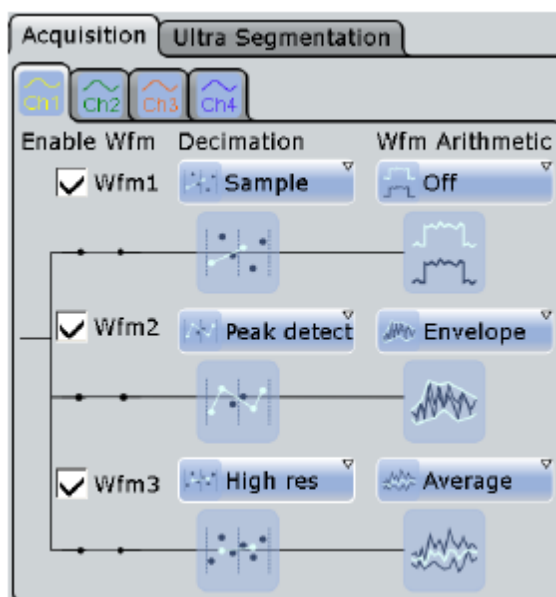 Acquisition Ultra Segmentation
Ch1 Ch2 Ch3 Ch4
Enable Wfm Decimation Wfm Arithmetic
Wfm1 Sample Off
Wfm2 Peak detect Envelope
Wfm3 High res Average